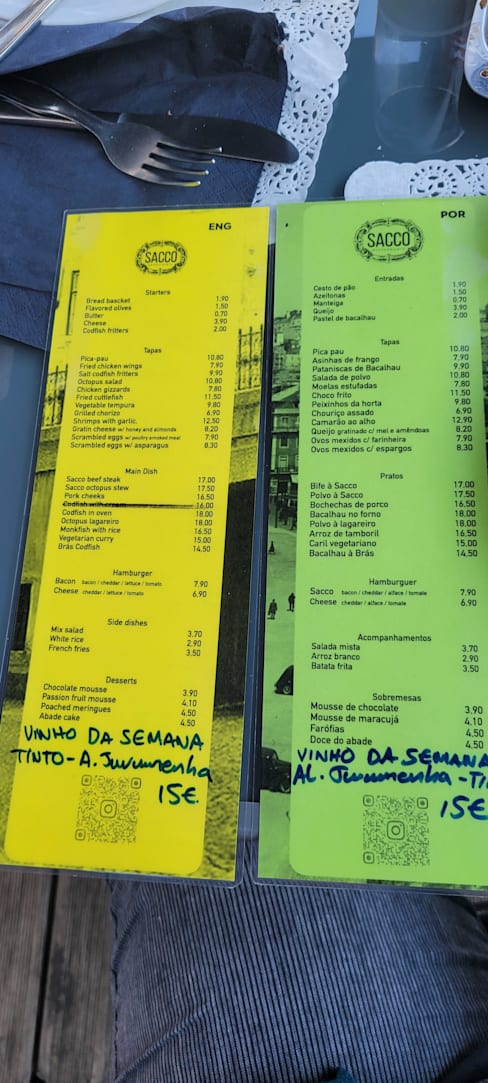 ENG
SACCO
Starters
Bread bascket 1.90
Flavored olives 1.50
Butter 0.70
Cheese 3.90
Codfish fritters 2.00
Tapas
Pica-pau 10.80
Fried chicken wings 7.90
Salt codfish fritters 9.90
Octopus salad 10.80
Chicken gizzards 7.80
Fried cuttlefish 11.50
Vegetable tempura 9.80
Grilled chorizo 6.90
Shrimps with garlic. 12.50
Gratin cheese w/ honey and almonds 8.20
Scrambled eggs w/ poultry smoked meat 7.90
Scrambled eggs w/ asparagus 8.30
Main Dish
Sacco beef steak 17.00
Sacco octopus stew 17.50
Pork cheeks 16.50
Codfish with cream 16.00
Codfish in oven 18.00
Octopus lagareiro 18.00
Monkfish with rice 16.50
Vegetarian curry 15.00
Brás Codfish 14.50
Hamburger
Bacon bacon / cheddar / lettuce / tomato 7.90
Cheese cheddar / lettuce / tomato 6.90
Side dishes
Mix salad 3.70
White rice 2.90
French fries 3.50
Desserts
Chocolate mousse 3.90
Passion fruit mousse 4.10
Poached meringues 4.50
Abade cake 4.50
VINHO DA SEMANA
TINTO - A. Juromenha
15€
POR
SACCO
Entradas
Cesto de pão 1.90
Azeitonas 1.50
Manteiga 0.70
Queijo 3.90
Pastel de bacalhau 2.00
Tapas
Pica pau 10.80
Asinhas de frango 7.90
Pataniscas de Bacalhau 9.90
Salada de polvo 10.80
Moelas estufadas 7.80
Choco frito 11.50
Peixinhos da horta 9.80
Chouriço assado 6.90
Camarão ao alho 12.90
Queijo gratinado c/ mel e amêndoas 8.20
Ovos mexidos c/ farinheira 7.90
Ovos mexidos c/ espargos 8.30
Pratos
Bife à Sacco 17.00
Polvo à Sacco 17.50
Bochechas de porco 16.50
Bacalhau no forno 18.00
Polvo à lagareiro 18.00
Arroz de tamboril 16.50
Caril vegetariano 15.00
Bacalhau à Brás 14.50
Hamburguer
Sacco bacon / cheddar / alface / tomate 7.90
Cheese cheddar / alface / tomate 6.90
Acompanhamentos
Salada mista 3.70
Arroz branco 2.90
Batata frita 3.50
Sobremesas
Mousse de chocolate 3.90
Mousse de maracujá 4.10
Farófias 4.50
Doce do abade 4.50
VINHO DA SEMANA
AL. Juromenha - TI
15€